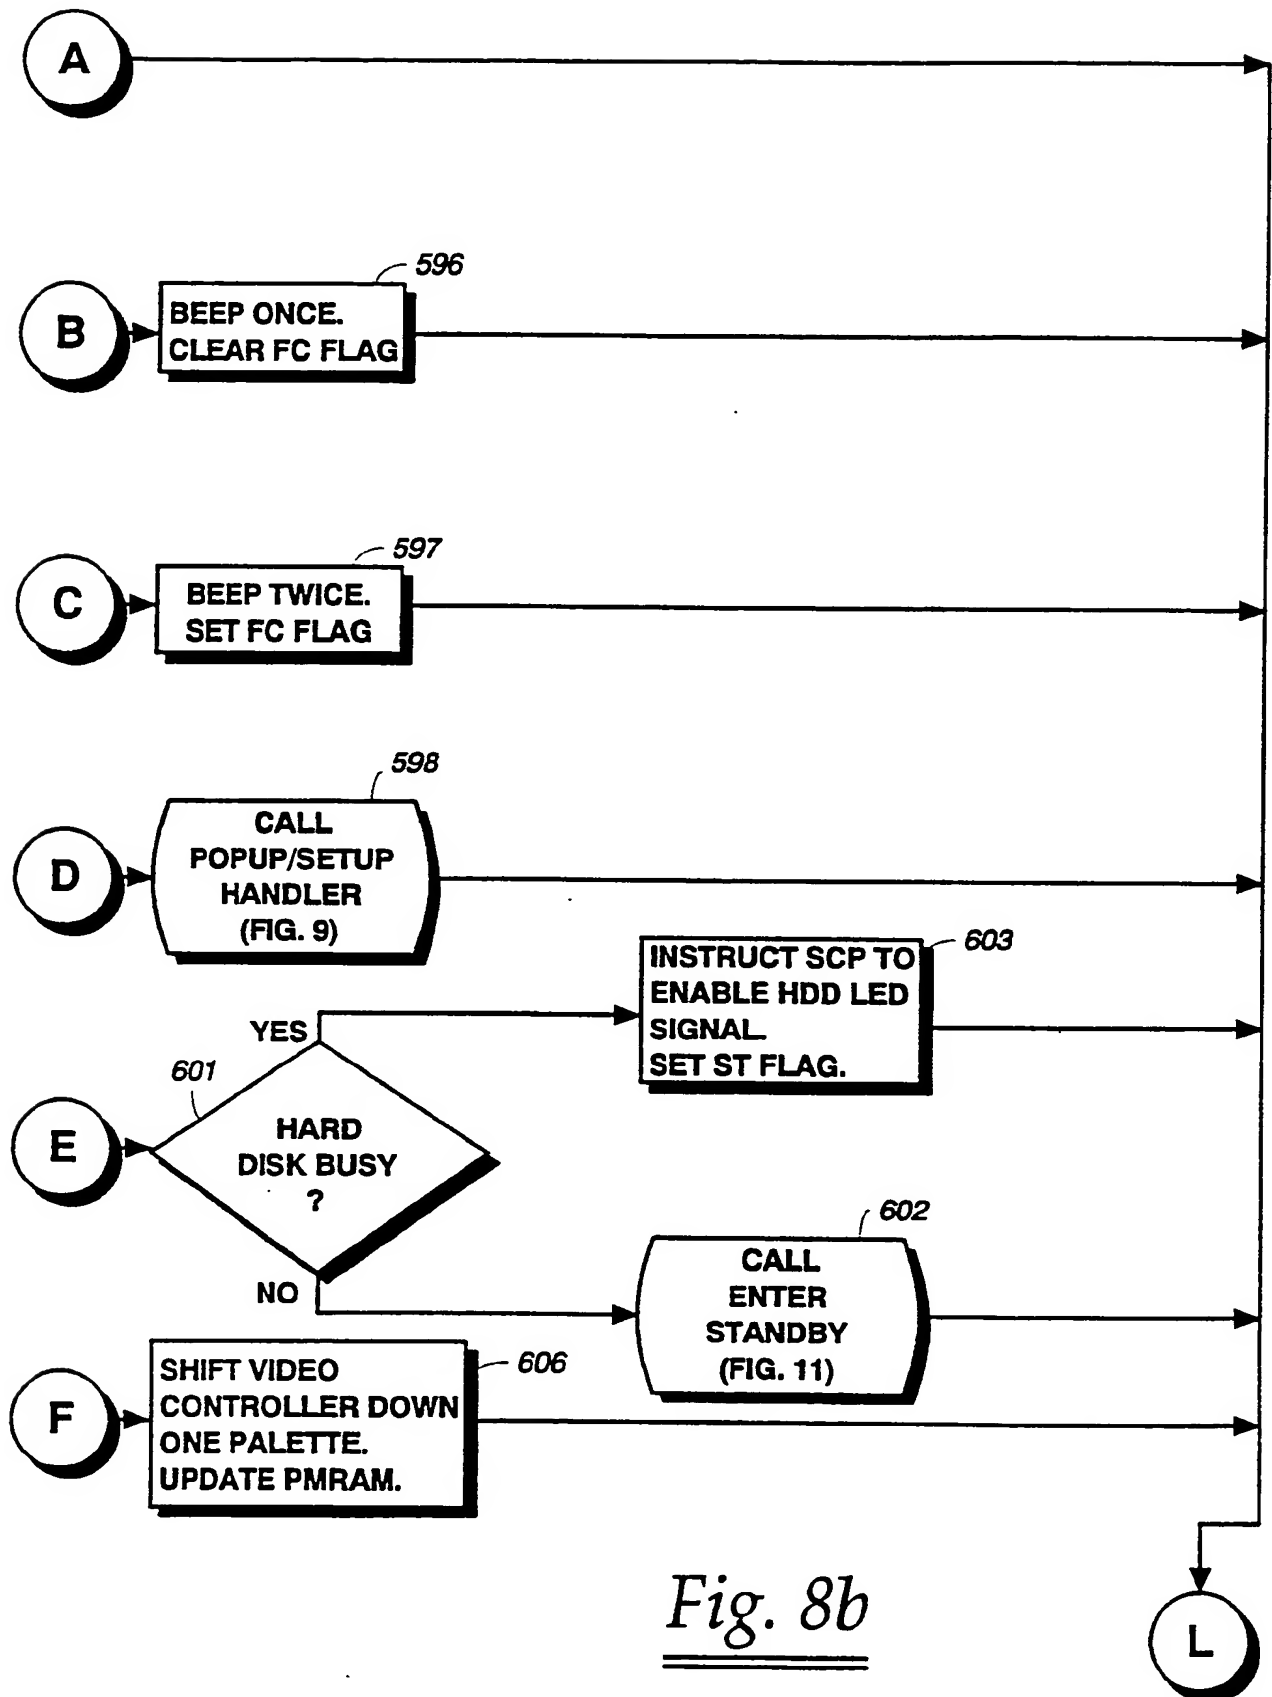 A
596
B
BEEP ONCE.
CLEAR FC FLAG
597
C
BEEP TWICE.
SET FC FLAG
598
D
CALL
POPUP/SETUP
HANDLER
(FIG. 9)
603
INSTRUCT SCP TO
ENABLE HDD LED
SIGNAL.
SET ST FLAG.
YES
601
E
HARD
DISK BUSY
?
NO
602
CALL
ENTER
STANDBY
(FIG. 11)
606
F
SHIFT VIDEO
CONTROLLER DOWN
ONE PALETTE.
UPDATE PMRAM.
Fig. 8b
L